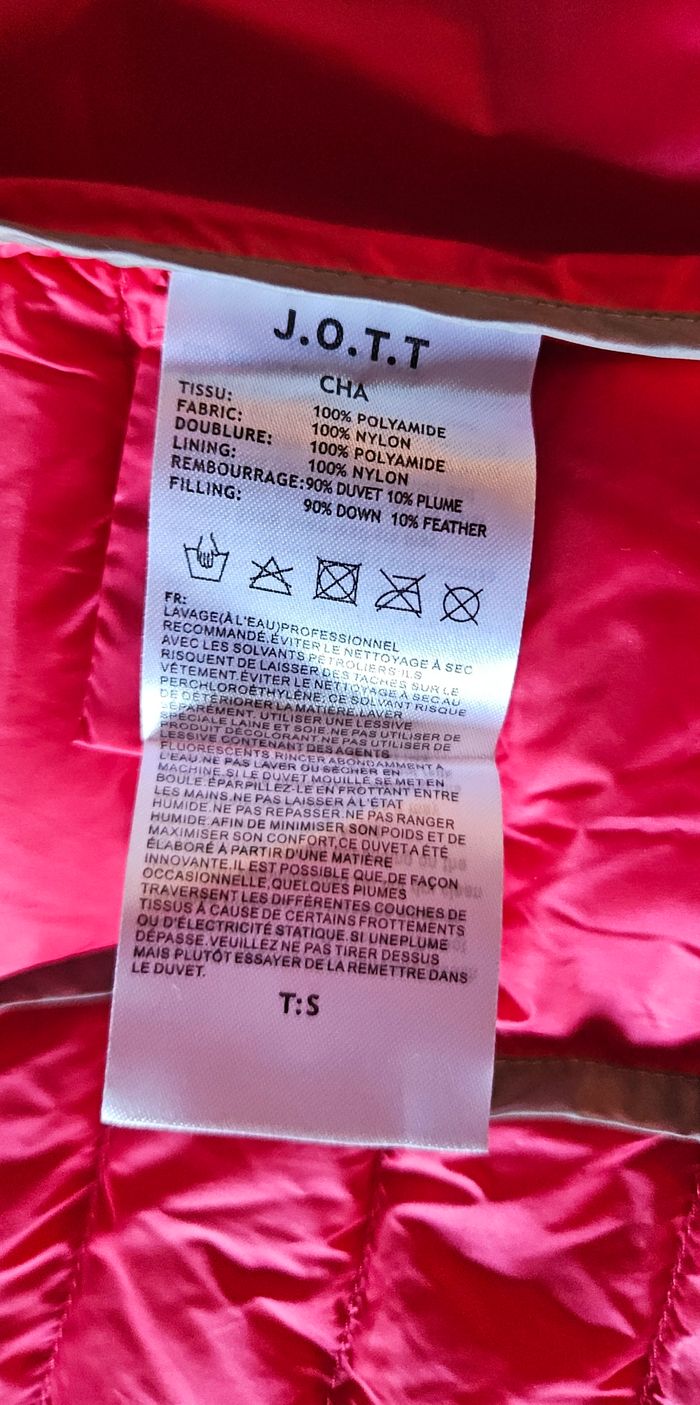 J.O.T.T
CHA
TISSU: 100% POLYAMIDE
FABRIC: 100% NYLON
DOUBLURE: 100% POLYAMIDE
LINING: 100% NYLON
REMBOURRAGE:90% DUVET 10% PLUME
FILLING: 90% DOWN 10% FEATHER
FR:
LAVAGE(À L'EAU)PROFESSIONNEL
RECOMMANDÉ.ÉVITER LE NETTOYAGE À SEC
AVEC LES SOLVANTS PÉTROLIERS:ILS
RISQUENT DE LAISSER DES TACHES SUR LE
VÊTEMENT.ÉVITER LE NETTOYAGE À SEC AU
PERCHLOROÉTHYLÈNE:CE SOLVANT RISQUE
DE DÉTÉRIORER LA MATIÈRE.LAVER
SÉPARÉMENT. UTILISER UNE LESSIVE
SPÉCIALE LAINE ET SOIE.NE PAS UTILISER DE
PRODUIT DÉCOLORANT.NE PAS UTILISER DE
LESSIVE CONTENANT DES AGENTS
FLUORESCENTS.RINCER ABONDAMMENT A
L'EAU.NE PAS LAVER OU SÉCHER EN
MACHINE.SI LE DUVET MOUILLÉ SE MET EN
BOULE.ÉPARPILLEZ-LE EN FROTTANT ENTRE
LES MAINS.NE PAS LAISSER À L'ÉTAT
HUMIDE.NE PAS REPASSER.NE PAS RANGER
HUMIDE.AFIN DE MINIMISER SON POIDS ET DE
MAXIMISER SON CONFORT,CE DUVET A ÉTÉ
ÉLABORÉ À PARTIR D'UNE MATIÈRE
INNOVANTE.IL EST POSSIBLE QUE,DE FAÇON
OCCASIONNELLE,QUELQUES PIUMES
TRAVERSENT LES DIFFÉRENTES COUCHES DE
TISSUS À CAUSE DE CERTAINS FROTTEMENTS
OU D'ÉLECTRICITÉ STATIQUE.SI UNEPLUME
DÉPASSE.VEUILLEZ NE PAS TIRER DESSUS
MAIS PLUTÔT ESSAYER DE LA REMETTRE DANS
LE DUVET.
T:S